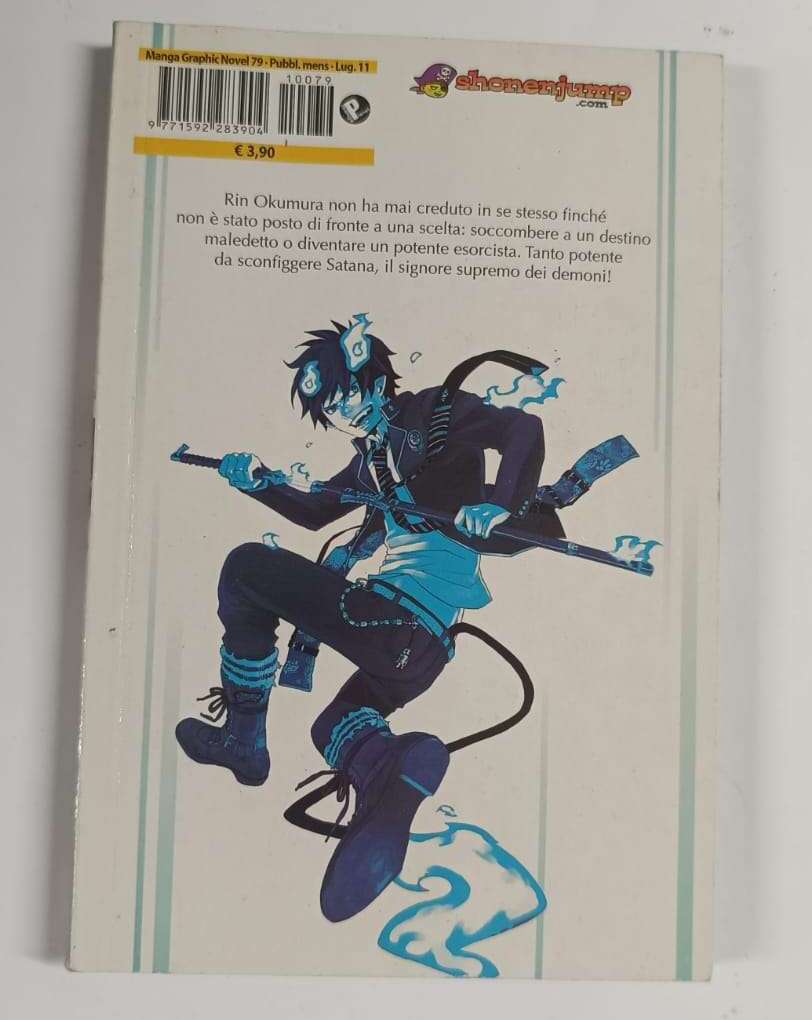 Manga Graphic Novel 79 · Pubbl. mens · Lug. 11
10079
9 771592 283904
€ 3,90
shonenjump
.com
Rin Okumura non ha mai creduto in se stesso finché
non è stato posto di fronte a una scelta: soccombere a un destino
maledetto o diventare un potente esorcista. Tanto potente
da sconfiggere Satana, il signore supremo dei demoni!